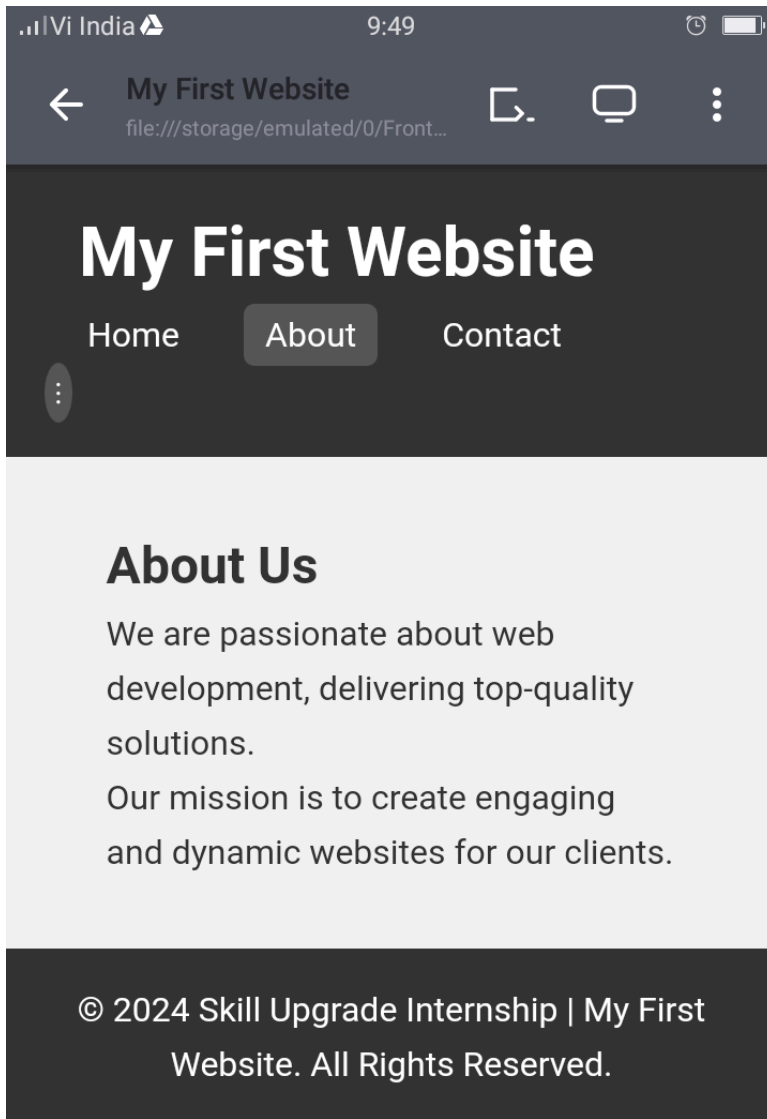 Vi India 9:49
My First Website
file:///storage/emulated/0/Front...
My First Website
Home About Contact
About Us
We are passionate about web
development, delivering top-quality
solutions.
Our mission is to create engaging
and dynamic websites for our clients.
© 2024 Skill Upgrade Internship | My First
Website. All Rights Reserved.